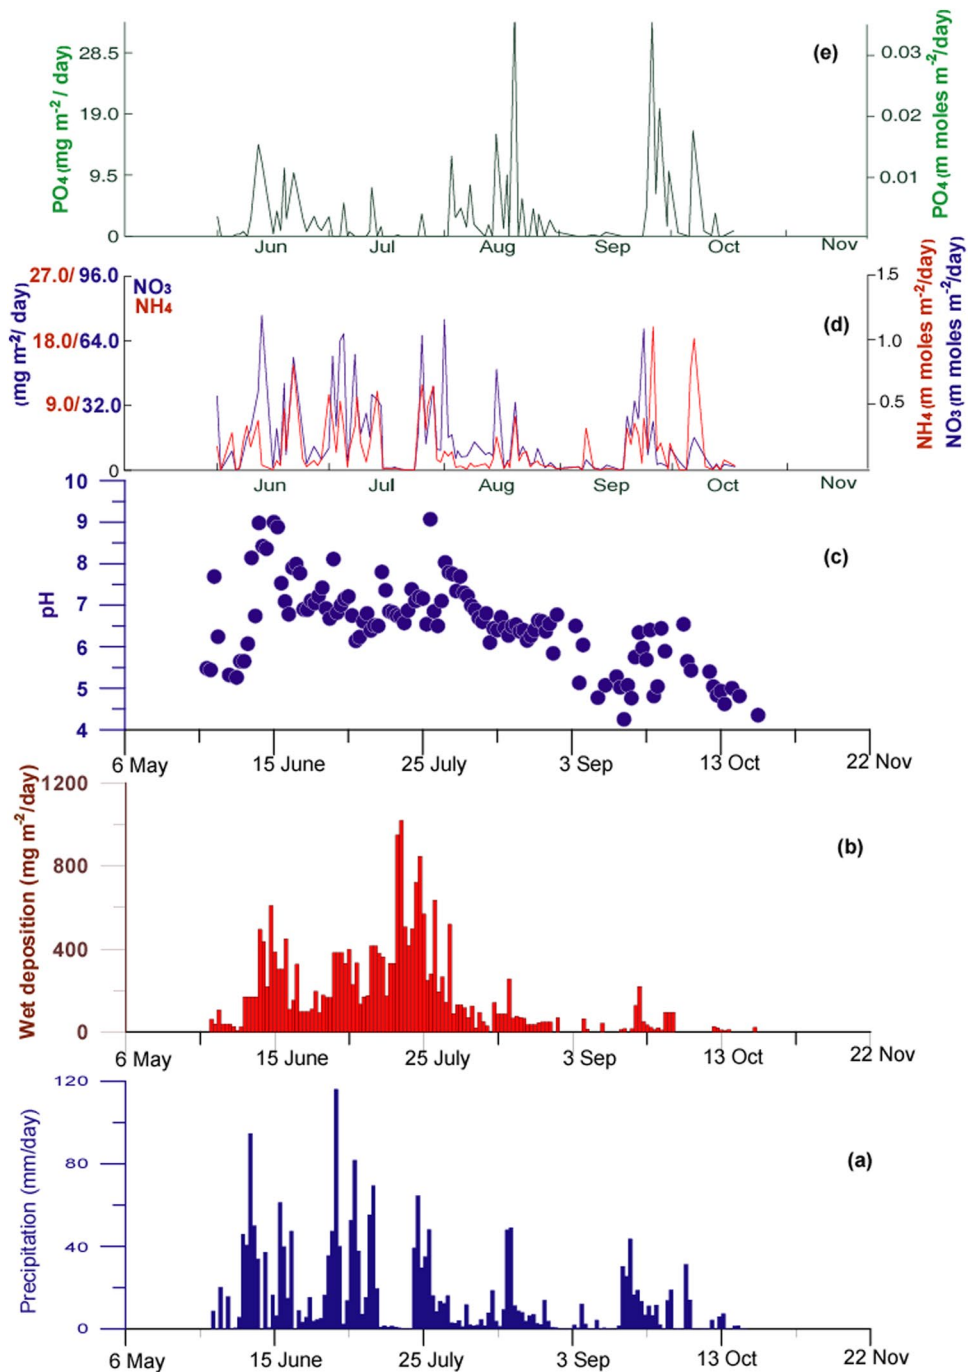 (e)
PO4 (mg m-2 / day)
28.5
19.0
9.5
0
0.03
0.02
0.01
PO4 (m moles m-2/day)
Jun Jul Aug Sep Oct Nov
NO3
NH4
(d)
(mg m-2/ day)
27.0/ 96.0
18.0/ 64.0
9.0/ 32.0
0
1.5
1.0
0.5
NH4 (m moles m-2/day)
NO3 (m moles m-2/day)
Jun Jul Aug Sep Oct Nov
(c)
pH
10
9
8
7
6
5
4
6 May 15 June 25 July 3 Sep 13 Oct 22 Nov
(b)
Wet deposition (mg m-2/day)
1200
800
400
0
6 May 15 June 25 July 3 Sep 13 Oct 22 Nov
(a)
Precipitation (mm/day)
120
80
40
0
6 May 15 June 25 July 3 Sep 13 Oct 22 Nov